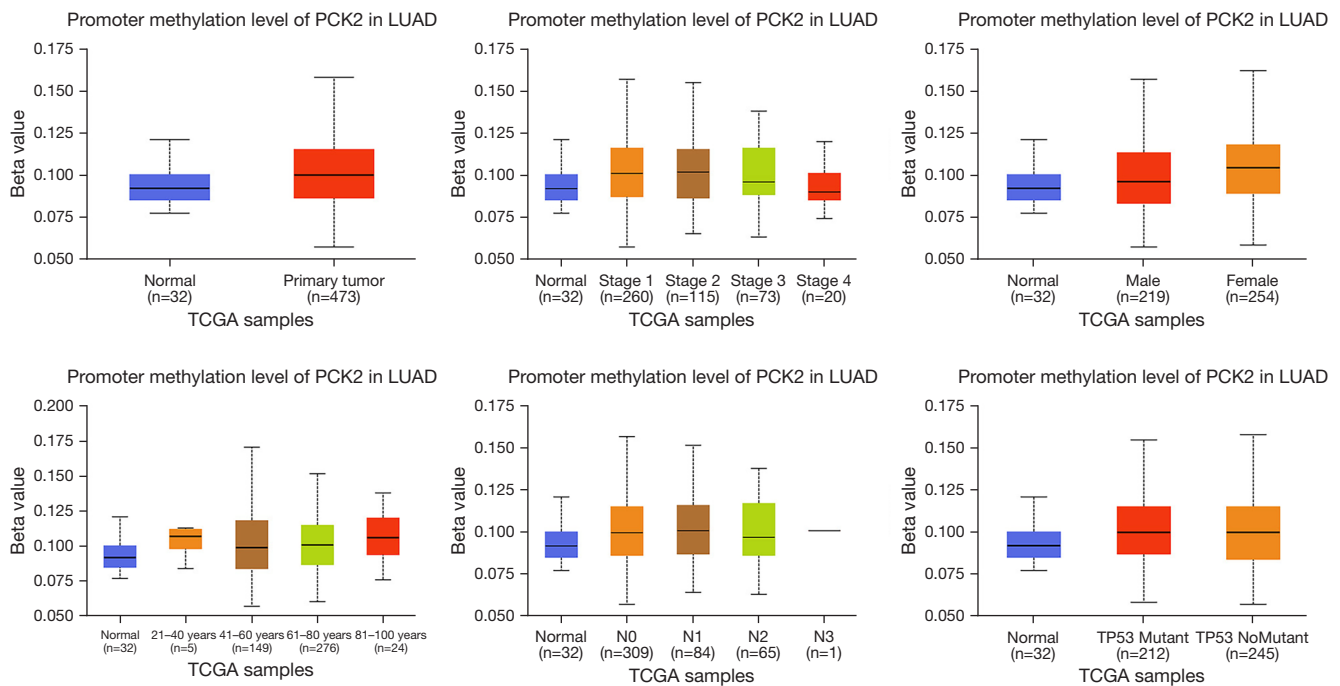 Promoter methylation level of PCK2 in LUAD
0.175
0.150
0.125
0.100
0.075
0.050
Beta value
Normal
(n=32)
Primary tumor
(n=473)
TCGA samples
Promoter methylation level of PCK2 in LUAD
0.175
0.150
0.125
0.100
0.075
0.050
Beta value
Normal
(n=32)
Stage 1
(n=260)
Stage 2
(n=115)
Stage 3
(n=73)
Stage 4
(n=20)
TCGA samples
Promoter methylation level of PCK2 in LUAD
0.175
0.150
0.125
0.100
0.075
0.050
Beta value
Normal
(n=32)
Male
(n=219)
Female
(n=254)
TCGA samples
Promoter methylation level of PCK2 in LUAD
0.200
0.175
0.150
0.125
0.100
0.075
0.050
Beta value
Normal
(n=32)
21–40 years
(n=5)
41–60 years
(n=149)
61–80 years
(n=276)
81–100 years
(n=24)
TCGA samples
Promoter methylation level of PCK2 in LUAD
0.175
0.150
0.125
0.100
0.075
0.050
Beta value
Normal
(n=32)
N0
(n=309)
N1
(n=84)
N2
(n=65)
N3
(n=1)
TCGA samples
Promoter methylation level of PCK2 in LUAD
0.175
0.150
0.125
0.100
0.075
0.050
Beta value
Normal
(n=32)
TP53 Mutant
(n=212)
TP53 NoMutant
(n=245)
TCGA samples